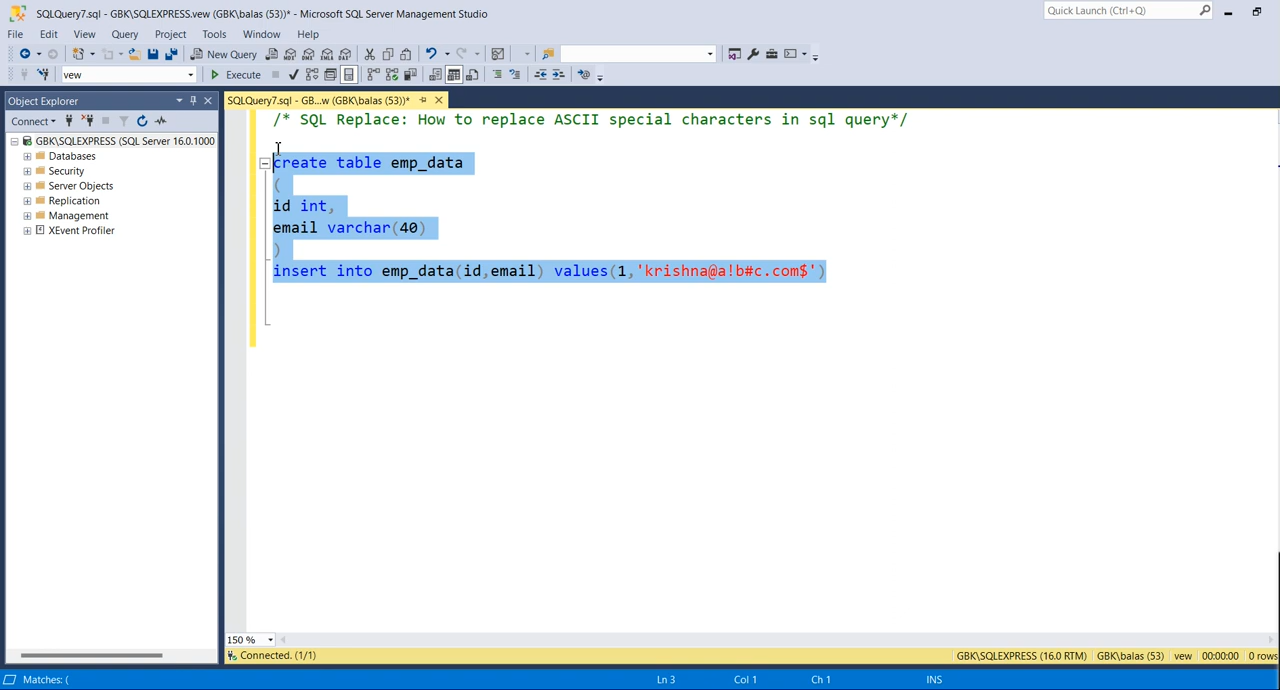 SQLQuery7.sql - GBK\SQLEXPRESS.vew (GBK\balas (53))* - Microsoft SQL Server Management Studio
Quick Launch (Ctrl+Q)
File Edit View Query Project Tools Window Help
New Query
vew Execute
Object Explorer
SQLQuery7.sql - GB...w (GBK\balas (53))*
Connect
GBK\SQLEXPRESS (SQL Server 16.0.1000
Databases
Security
Server Objects
Replication
Management
XEvent Profiler
/* SQL Replace: How to replace ASCII special characters in sql query*/
create table emp_data
(
id int,
email varchar(40)
)
insert into emp_data(id,email) values(1,'krishna@a!b#c.com$')
150 %
Connected. (1/1)
GBK\SQLEXPRESS (16.0 RTM) GBK\balas (53) vew 00:00:00 0 rows
Matches: ( Ln 3 Col 1 Ch 1 INS